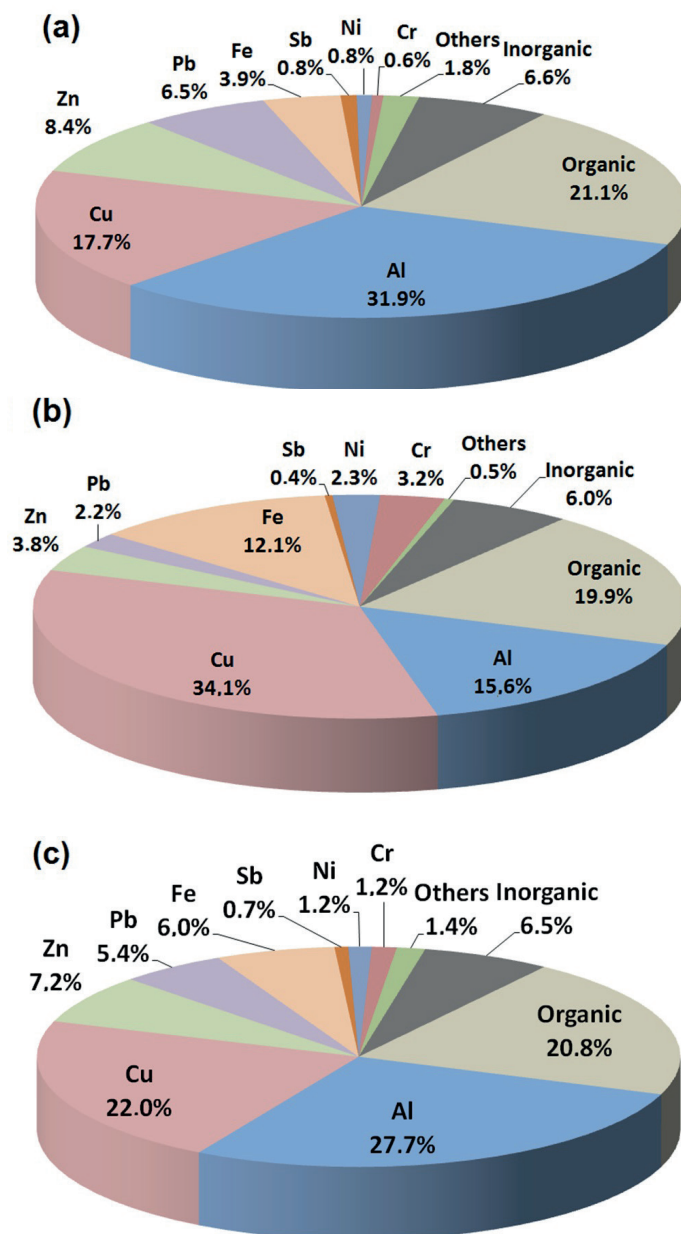 (a)
Zn
8.4%
Pb
6.5%
Fe
3.9%
Sb
0.8%
Ni
0.8%
Cr
0.6%
Others
1.8%
Inorganic
6.6%
Organic
21.1%
Al
31.9%
Cu
17.7%
(b)
Zn
3.8%
Pb
2.2%
Fe
12.1%
Sb
0.4%
Ni
2.3%
Cr
3.2%
Others
0.5%
Inorganic
6.0%
Organic
19.9%
Al
15,6%
Cu
34,1%
(c)
Zn
7,2%
Pb
5.4%
Fe
6,0%
Sb
0.7%
Ni
1.2%
Cr
1,2%
Others
1.4%
Inorganic
6.5%
Organic
20.8%
Al
27.7%
Cu
22.0%